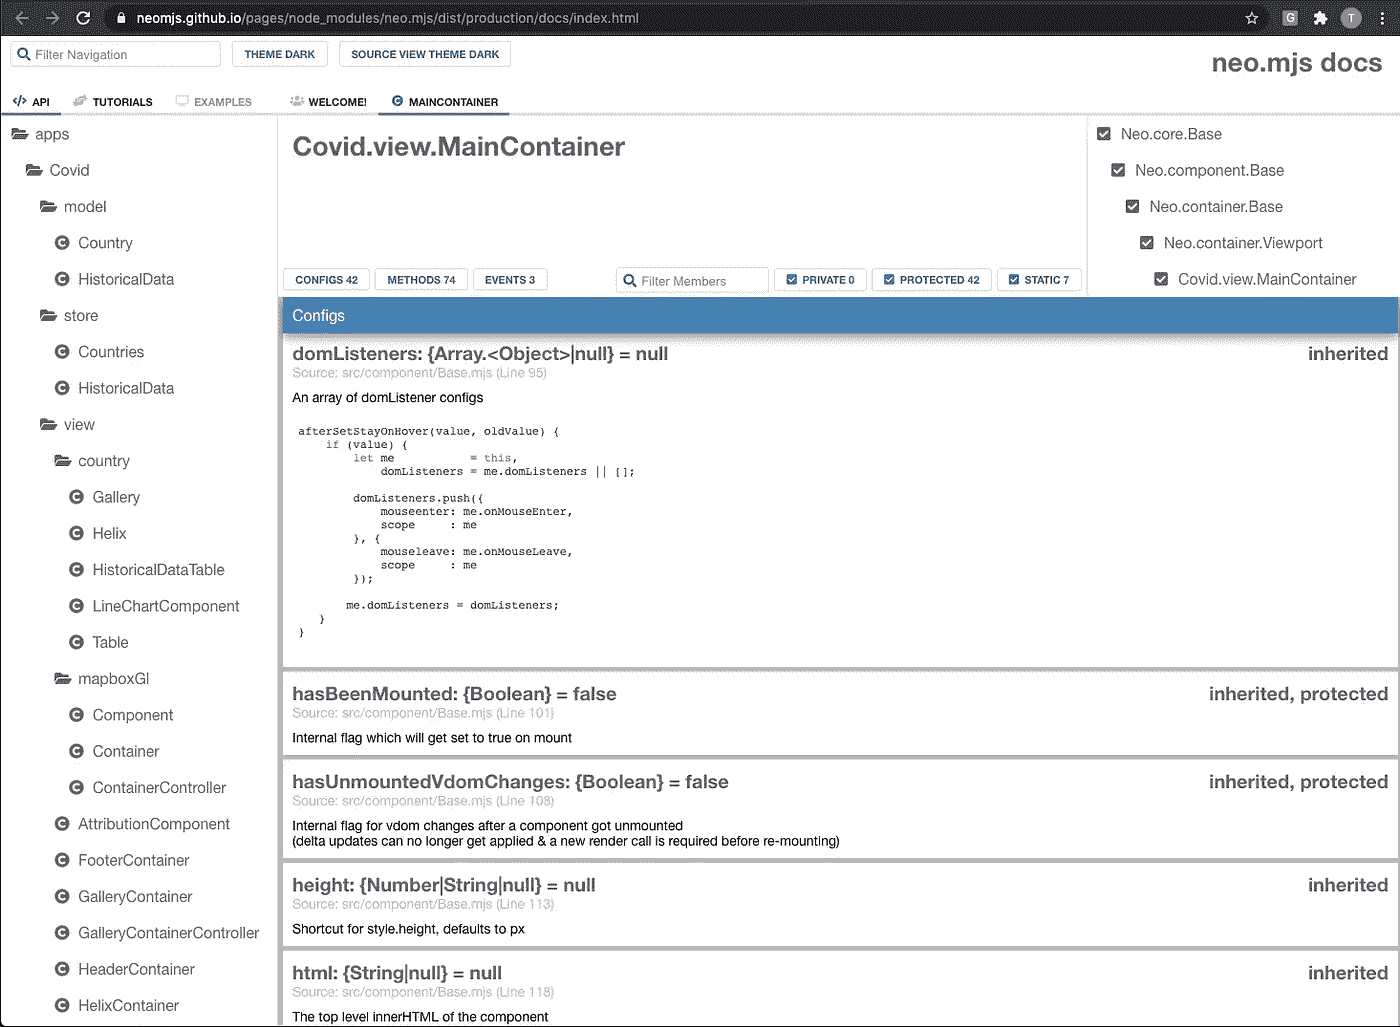 neomjs.github.io/pages/node_modules/neo.mjs/dist/production/docs/index.html
G
T
Filter Navigation
THEME DARK
SOURCE VIEW THEME DARK
neo.mjs docs
API
TUTORIALS
EXAMPLES
WELCOME!
C MAINCONTAINER
apps
Covid
model
C Country
C HistoricalData
store
C Countries
C HistoricalData
view
country
C Gallery
C Helix
C HistoricalDataTable
C LineChartComponent
C Table
mapboxGl
C Component
C Container
C ContainerController
C AttributionComponent
C FooterContainer
C GalleryContainer
C GalleryContainerController
C HeaderContainer
C HelixContainer
Covid.view.MainContainer
Neo.core.Base
Neo.component.Base
Neo.container.Base
Neo.container.Viewport
Covid.view.MainContainer
CONFIGS 42
METHODS 74
EVENTS 3
Filter Members
PRIVATE 0
PROTECTED 42
STATIC 7
Configs
domListeners: {Array.<Object>|null} = null
inherited
Source: src/component/Base.mjs (Line 95)
An array of domListener configs
afterSetStayOnHover(value, oldValue) {
    if (value) {
        let me           = this,
            domListeners = me.domListeners || [];
        domListeners.push({
            mouseenter: me.onMouseEnter,
            scope     : me
        }, {
            mouseleave: me.onMouseLeave,
            scope     : me
        });
       me.domListeners = domListeners;
   }
}
hasBeenMounted: {Boolean} = false
inherited, protected
Source: src/component/Base.mjs (Line 101)
Internal flag which will get set to true on mount
hasUnmountedVdomChanges: {Boolean} = false
inherited, protected
Source: src/component/Base.mjs (Line 108)
Internal flag for vdom changes after a component got unmounted
(delta updates can no longer get applied & a new render call is required before re-mounting)
height: {Number|String|null} = null
inherited
Source: src/component/Base.mjs (Line 113)
Shortcut for style.height, defaults to px
html: {String|null} = null
inherited
Source: src/component/Base.mjs (Line 118)
The top level innerHTML of the component